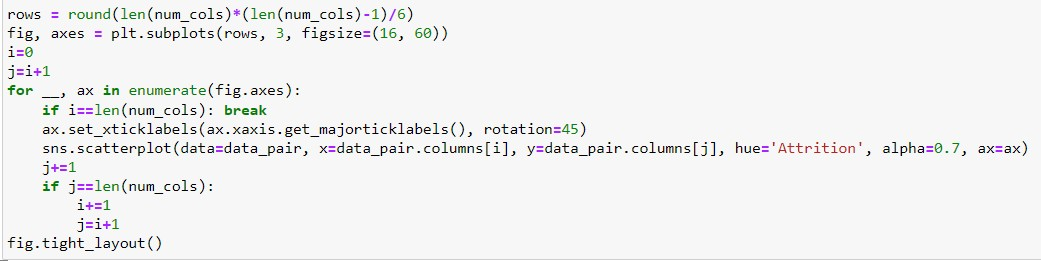 rows = round(len(num_cols)*(len(num_cols)-1)/6)
fig, axes = plt.subplots(rows, 3, figsize=(16, 60))
i=0
j=i+1
for __, ax in enumerate(fig.axes):
    if i==len(num_cols): break
    ax.set_xticklabels(ax.xaxis.get_majorticklabels(), rotation=45)
    sns.scatterplot(data=data_pair, x=data_pair.columns[i], y=data_pair.columns[j], hue='Attrition', alpha=0.7, ax=ax)
    j+=1
    if j==len(num_cols):
        i+=1
        j=i+1
fig.tight_layout()